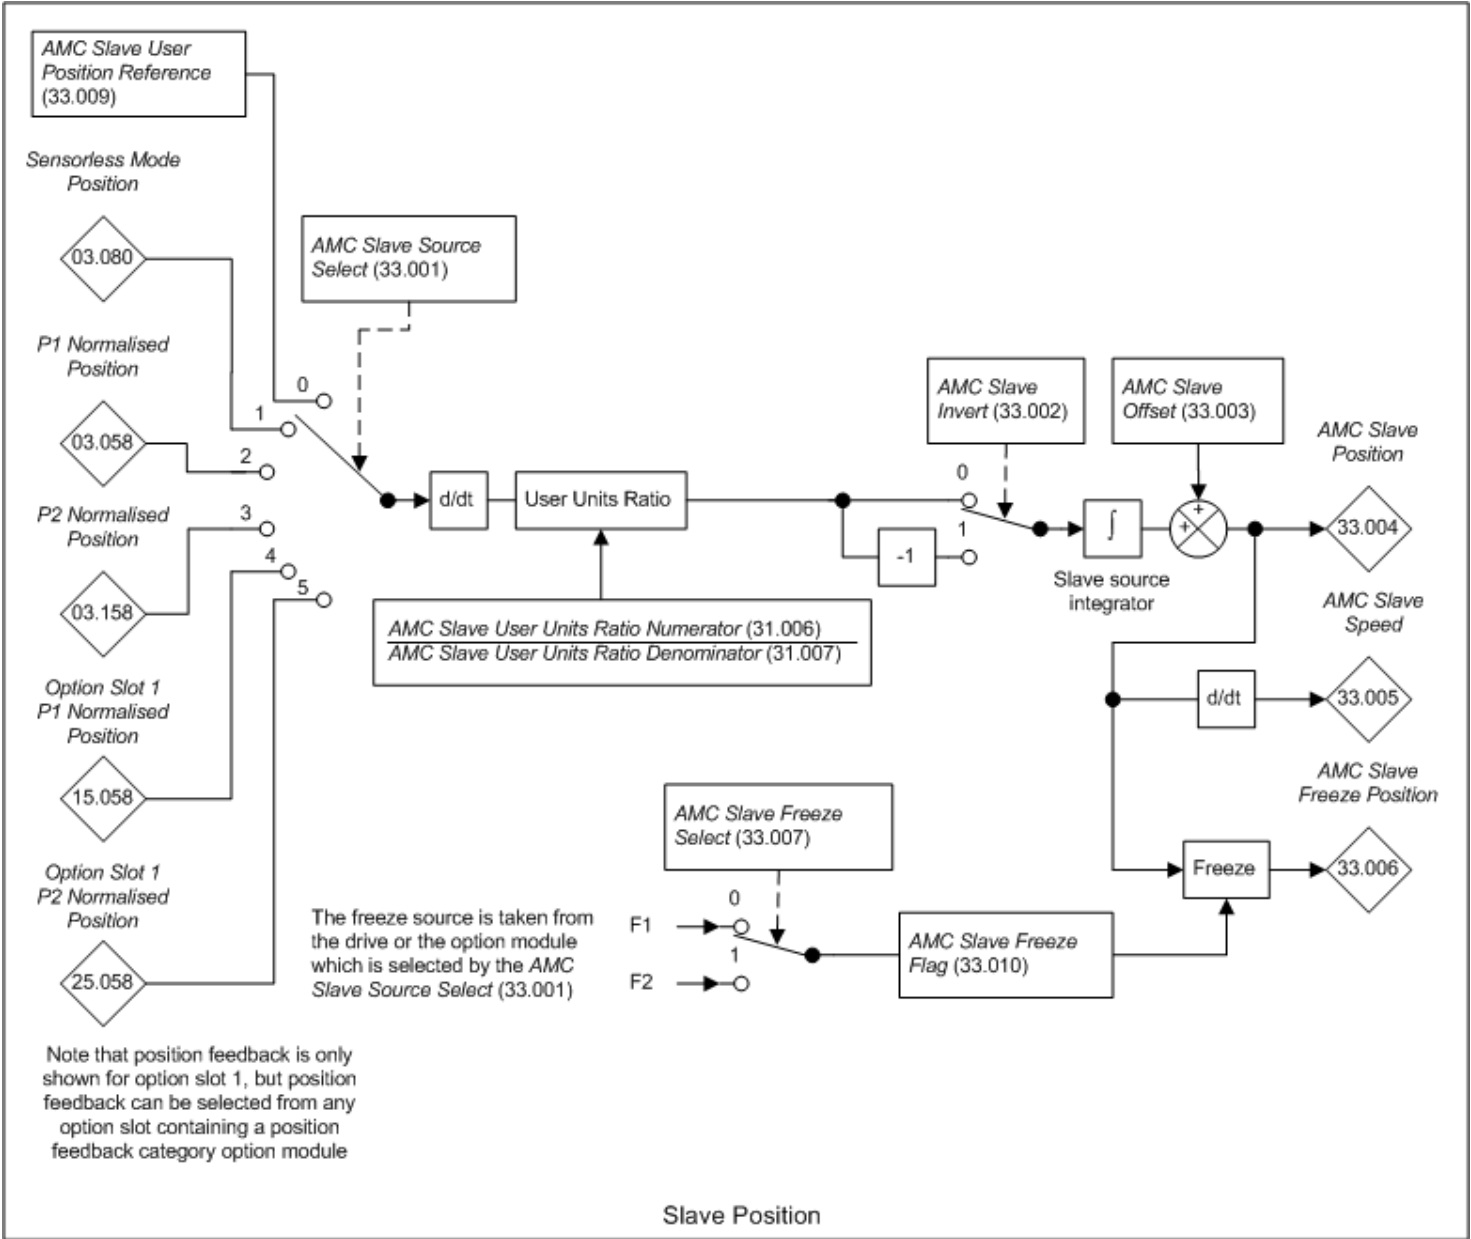 AMC Slave User
Position Reference
(33.009)
Sensorless Mode
Position
03.080
AMC Slave Source
Select (33.001)
P1 Normalised
Position
03.058
P2 Normalised
Position
03.158
Option Slot 1
P1 Normalised
Position
15.058
Option Slot 1
P2 Normalised
Position
25.058
0
1
2
3
4
5
d/dt
User Units Ratio
AMC Slave User Units Ratio Numerator (31.006)
AMC Slave User Units Ratio Denominator (31.007)
AMC Slave
Invert (33.002)
0
1
-1
AMC Slave
Offset (33.003)
∫
Slave source
integrator
+
+
AMC Slave
Position
33.004
AMC Slave
Speed
d/dt
33.005
AMC Slave
Freeze Position
Freeze
33.006
AMC Slave Freeze
Select (33.007)
The freeze source is taken from
the drive or the option module
which is selected by the AMC
Slave Source Select (33.001)
F1
0
1
F2
AMC Slave Freeze
Flag (33.010)
Note that position feedback is only
shown for option slot 1, but position
feedback can be selected from any
option slot containing a position
feedback category option module
Slave Position